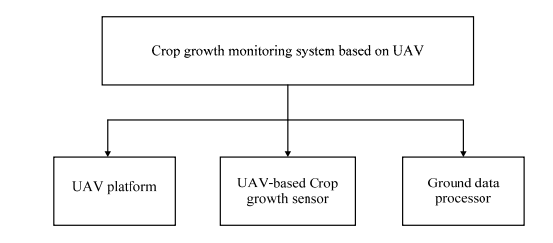 Crop growth monitoring system based on UAV
UAV platform
UAV-based Crop
growth sensor
Ground data
processor